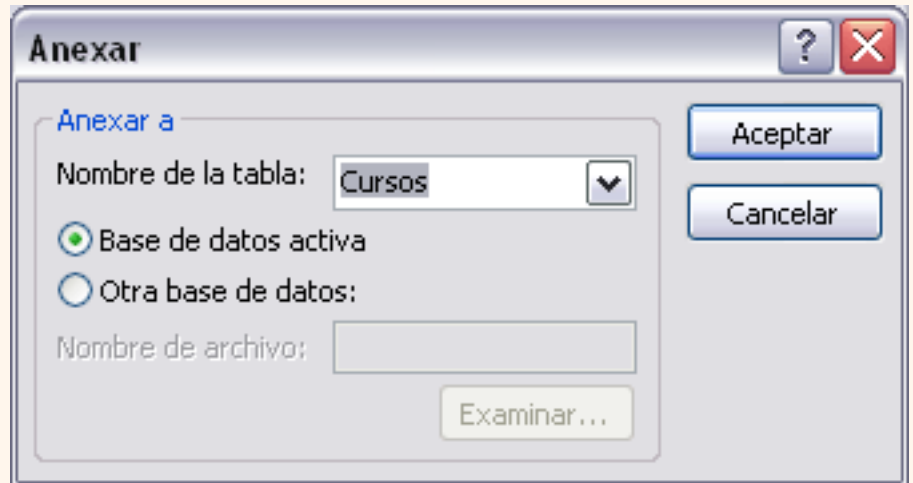 Anexar
Anexar a
Nombre de la tabla: Cursos
Base de datos activa
Otra base de datos:
Nombre de archivo:
Examinar...
Aceptar
Cancelar